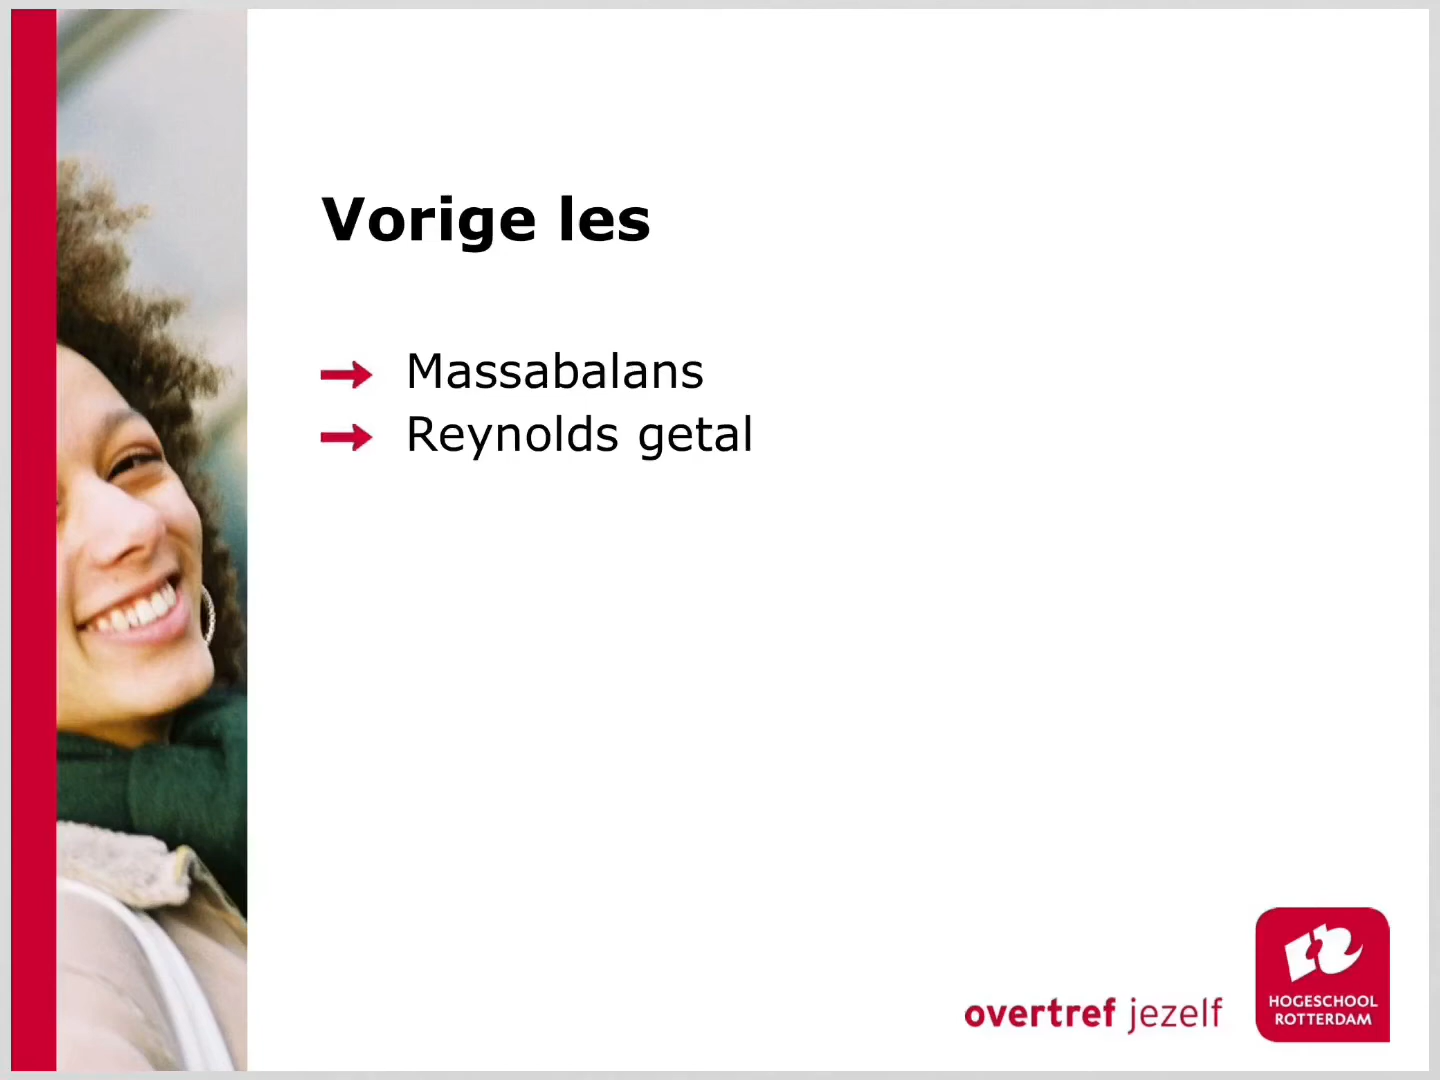 Vorige les
Massabalans
Reynolds getal
overtref jezelf
HOGESCHOOL
ROTTERDAM